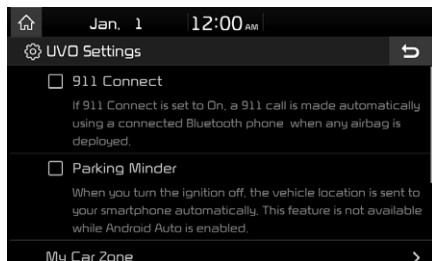 Jan. 1 12:00 AM
UVO Settings
911 Connect
If 911 Connect is set to On, a 911 call is made automatically
using a connected Bluetooth phone when any airbag is
deployed.
Parking Minder
When you turn the ignition off, the vehicle location is sent to
your smartphone automatically. This feature is not available
while Android Auto is enabled.
My Car Zone